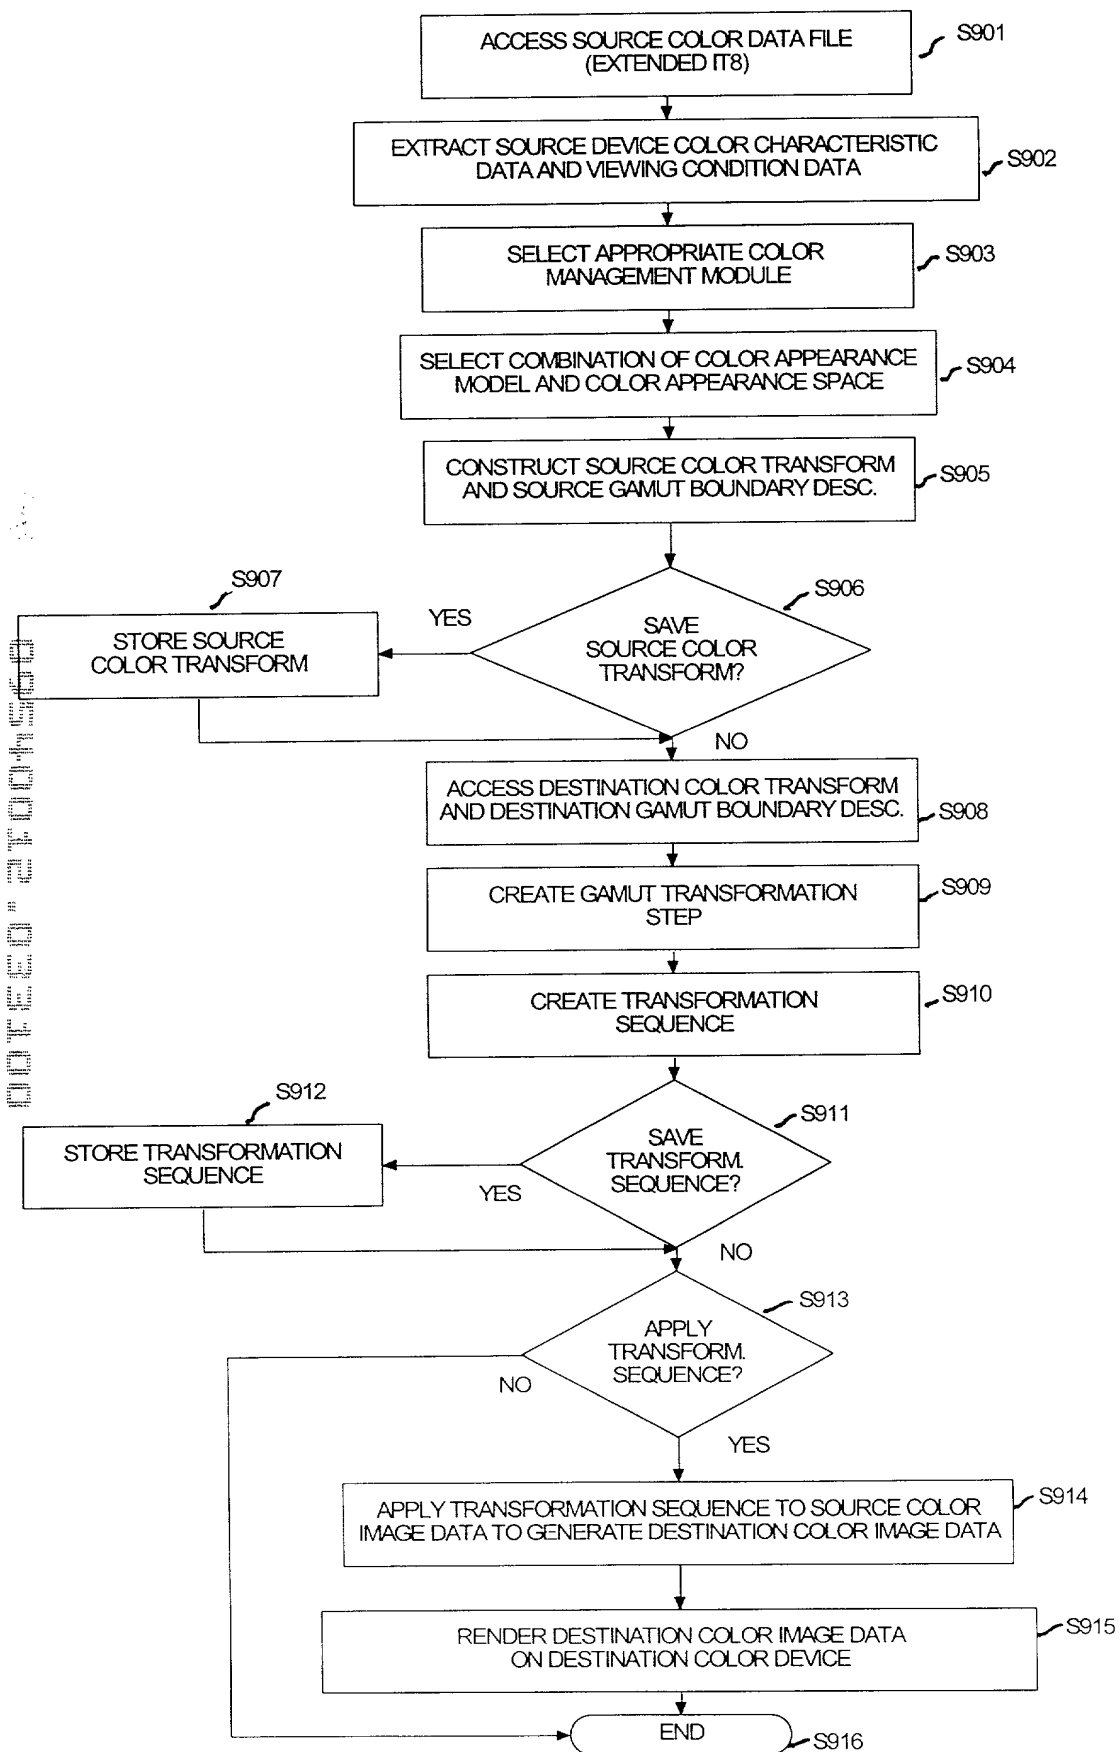 ACCESS SOURCE COLOR DATA FILE
(EXTENDED IT8)
S901
EXTRACT SOURCE DEVICE COLOR CHARACTERISTIC
DATA AND VIEWING CONDITION DATA
S902
SELECT APPROPRIATE COLOR
MANAGEMENT MODULE
S903
SELECT COMBINATION OF COLOR APPEARANCE
MODEL AND COLOR APPEARANCE SPACE
S904
CONSTRUCT SOURCE COLOR TRANSFORM
AND SOURCE GAMUT BOUNDARY DESC.
S905
SAVE
SOURCE COLOR
TRANSFORM?
S906
YES
S907
STORE SOURCE
COLOR TRANSFORM
NO
ACCESS DESTINATION COLOR TRANSFORM
AND DESTINATION GAMUT BOUNDARY DESC.
S908
CREATE GAMUT TRANSFORMATION
STEP
S909
CREATE TRANSFORMATION
SEQUENCE
S910
SAVE
TRANSFORM.
SEQUENCE?
S911
YES
S912
STORE TRANSFORMATION
SEQUENCE
NO
APPLY
TRANSFORM.
SEQUENCE?
S913
NO
YES
APPLY TRANSFORMATION SEQUENCE TO SOURCE COLOR
IMAGE DATA TO GENERATE DESTINATION COLOR IMAGE DATA
S914
RENDER DESTINATION COLOR IMAGE DATA
ON DESTINATION COLOR DEVICE
S915
END
S916